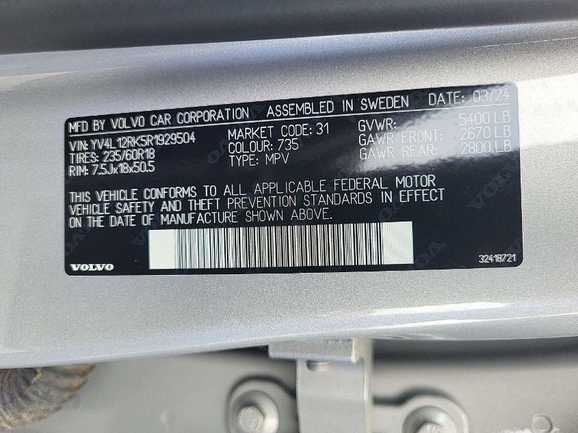 MFD BY VOLVO CAR CORPORATION ASSEMBLED IN SWEDEN DATE: 03/24
VIN: YV4L12RK5R1929504 MARKET CODE: 31 GVWR: 5400 LB
TIRES: 235/60R18 COLOUR: 735 GAWR FRONT: 2670 LB
RIM: 7.5Jx18x50.5 TYPE: MPV GAWR REAR: 2800 LB
THIS VEHICLE CONFORMS TO ALL APPLICABLE FEDERAL MOTOR
VEHICLE SAFETY AND THEFT PREVENTION STANDARDS IN EFFECT
ON THE DATE OF MANUFACTURE SHOWN ABOVE.
VOLVO 32418721